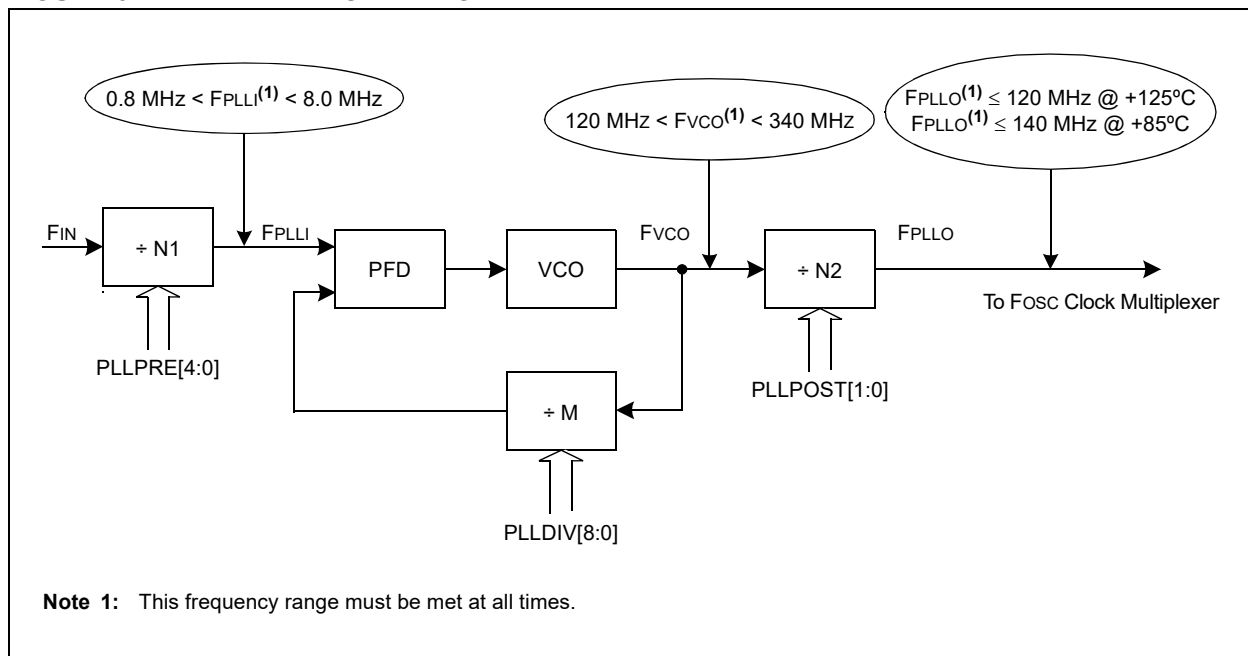 0.8 MHz < FPLLI(1) < 8.0 MHz
120 MHz < FVCO(1) < 340 MHz
FPLLO(1) ≤ 120 MHz @ +125ºC
FPLLO(1) ≤ 140 MHz @ +85ºC
FIN
÷ N1
FPLLI
PFD
VCO
FVCO
÷ N2
FPLLO
To FOSC Clock Multiplexer
PLLPRE[4:0]
÷ M
PLLPOST[1:0]
PLLDIV[8:0]
Note 1: This frequency range must be met at all times.